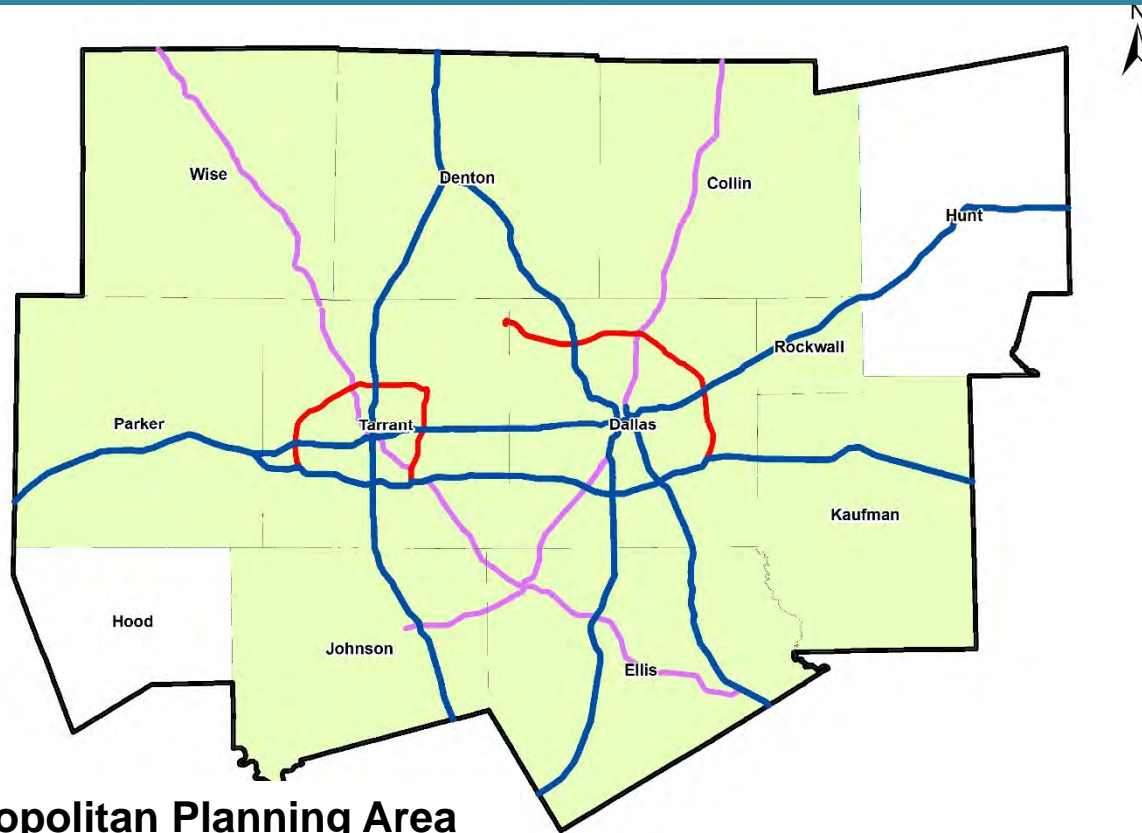 N
Wise
Denton
Collin
Hunt
Rockwall
Parker
Tarrant
Dallas
Kaufman
Hood
Johnson
Ellis
opolitan Planning Area